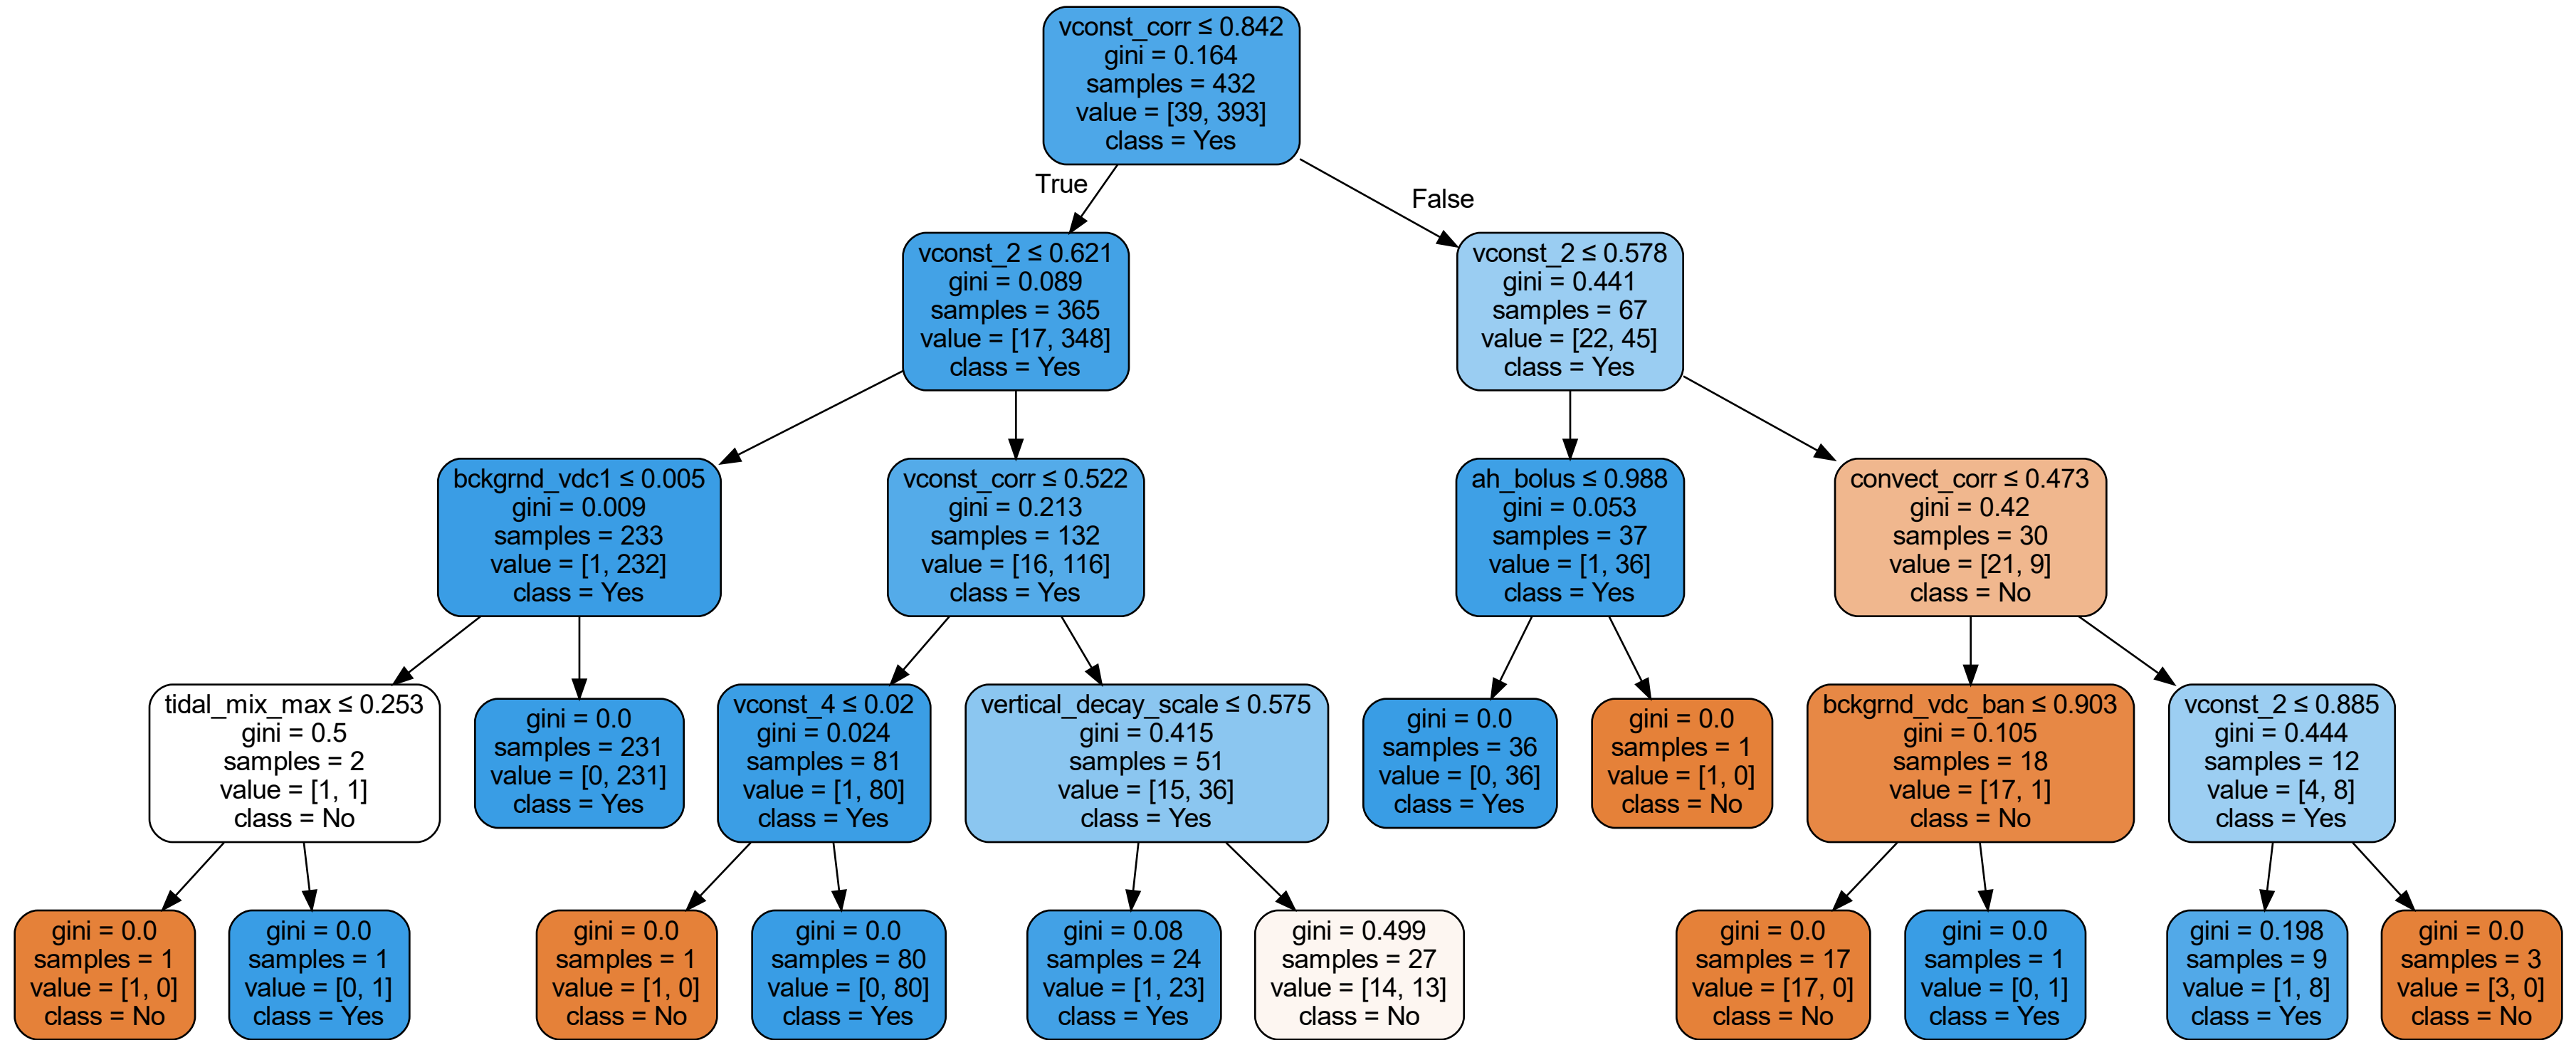 vconst_corr ≤ 0.842
gini = 0.164
samples = 432
value = [39, 393]
class = Yes
True
False
vconst_2 ≤ 0.621
gini = 0.089
samples = 365
value = [17, 348]
class = Yes
vconst_2 ≤ 0.578
gini = 0.441
samples = 67
value = [22, 45]
class = Yes
bckgrnd_vdc1 ≤ 0.005
gini = 0.009
samples = 233
value = [1, 232]
class = Yes
vconst_corr ≤ 0.522
gini = 0.213
samples = 132
value = [16, 116]
class = Yes
ah_bolus ≤ 0.988
gini = 0.053
samples = 37
value = [1, 36]
class = Yes
convect_corr ≤ 0.473
gini = 0.42
samples = 30
value = [21, 9]
class = No
tidal_mix_max ≤ 0.253
gini = 0.5
samples = 2
value = [1, 1]
class = No
gini = 0.0
samples = 231
value = [0, 231]
class = Yes
vconst_4 ≤ 0.02
gini = 0.024
samples = 81
value = [1, 80]
class = Yes
vertical_decay_scale ≤ 0.575
gini = 0.415
samples = 51
value = [15, 36]
class = Yes
gini = 0.0
samples = 36
value = [0, 36]
class = Yes
gini = 0.0
samples = 1
value = [1, 0]
class = No
bckgrnd_vdc_ban ≤ 0.903
gini = 0.105
samples = 18
value = [17, 1]
class = No
vconst_2 ≤ 0.885
gini = 0.444
samples = 12
value = [4, 8]
class = Yes
gini = 0.0
samples = 1
value = [1, 0]
class = No
gini = 0.0
samples = 1
value = [0, 1]
class = Yes
gini = 0.0
samples = 1
value = [1, 0]
class = No
gini = 0.0
samples = 80
value = [0, 80]
class = Yes
gini = 0.08
samples = 24
value = [1, 23]
class = Yes
gini = 0.499
samples = 27
value = [14, 13]
class = No
gini = 0.0
samples = 17
value = [17, 0]
class = No
gini = 0.0
samples = 1
value = [0, 1]
class = Yes
gini = 0.198
samples = 9
value = [1, 8]
class = Yes
gini = 0.0
samples = 3
value = [3, 0]
class = No